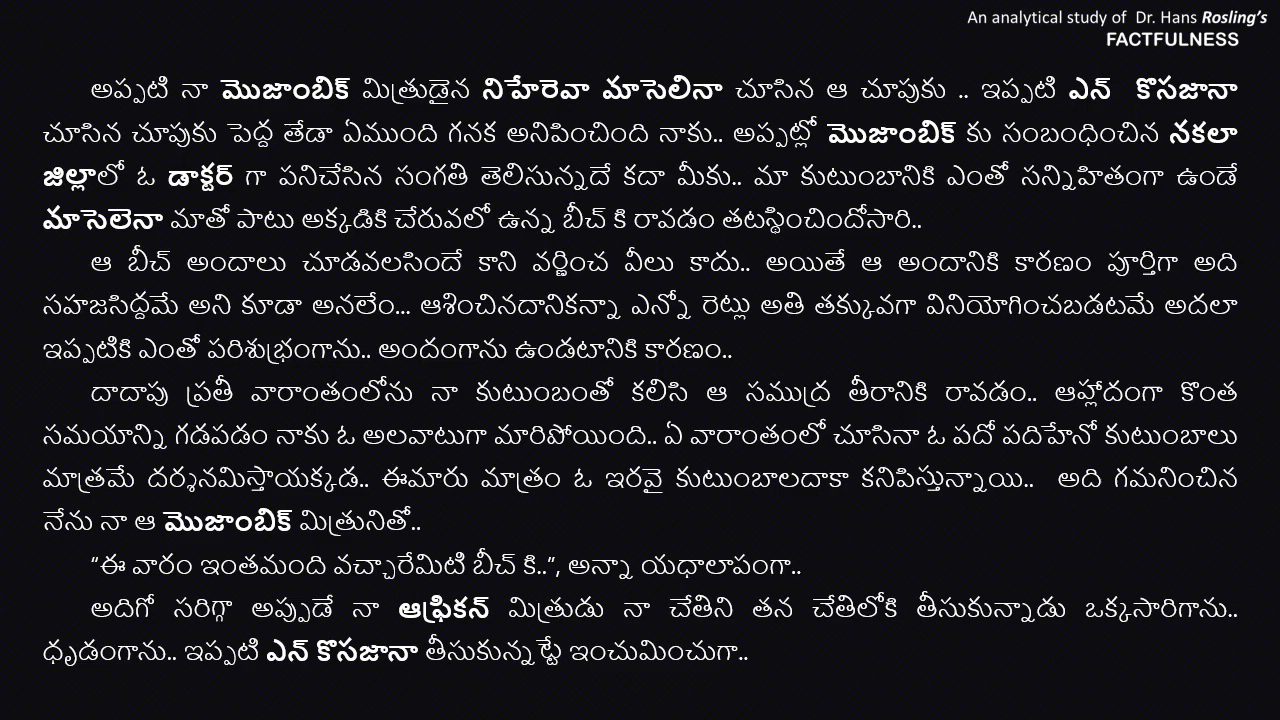 An analytical study of Dr. Hans Rosling's
FACTFULNESS
అప్పటి నా మొజాంబిక్ మిత్రుడైన నిహేరెవా మాసెలినా చూసిన ఆ చూపుకు .. ఇప్పటి ఎన్ కొసజానా
చూసిన చూపుకు పెద్ద తేడా ఏముంది గనక అనిపించింది నాకు.. అప్పట్లో మొజాంబిక్ కు సంబంధించిన నకలా
జిల్లాలో ఓ డాక్టర్ గా పనిచేసిన సంగతి తెలిసున్నదే కదా మీకు.. మా కుటుంబానికి ఎంతో సన్నిహితంగా ఉండే
మాసెలెనా మాతో పాటు అక్కడికి చేరువలో ఉన్న బీచ్ కి రావడం తటస్థించిందోసారి..
ఆ బీచ్ అందాలు చూడవలసిందే కాని వర్ణించ వీలు కాదు.. అయితే ఆ అందానికి కారణం పూర్తిగా అది
సహజసిద్దమే అని కూడా అనలేం... ఆశించినదానికన్నా ఎన్నో రెట్లు అతి తక్కువగా వినియోగించబడటమే అదలా
ఇప్పటికి ఎంతో పరిశుభ్రంగాను.. అందంగాను ఉండటానికి కారణం..
దాదాపు ప్రతీ వారాంతంలోను నా కుటుంబంతో కలిసి ఆ సముద్ర తీరానికి రావడం.. ఆహ్లాదంగా కొంత
సమయాన్ని గడపడం నాకు ఓ అలవాటుగా మారిపోయింది.. ఏ వారాంతంలో చూసినా ఓ పదో పదిహేనో కుటుంబాలు
మాత్రమే దర్శనమిస్తాయక్కడ.. ఈమారు మాత్రం ఓ ఇరవై కుటుంబాలదాకా కనిపిస్తున్నాయి.. అది గమనించిన
నేను నా ఆ మొజాంబిక్ మిత్రునితో..
“ఈ వారం ఇంతమంది వచ్చారేమిటి బీచ్ కి..”, అన్నా యధాలాపంగా..
అదిగో సరిగ్గా అప్పుడే నా ఆఫ్రికన్ మిత్రుడు నా చేతిని తన చేతిలోకి తీసుకున్నాడు ఒక్కసారిగాను..
ధృడంగాను.. ఇప్పటి ఎన్ కొసజానా తీసుకున్నట్టే ఇంచుమించుగా..